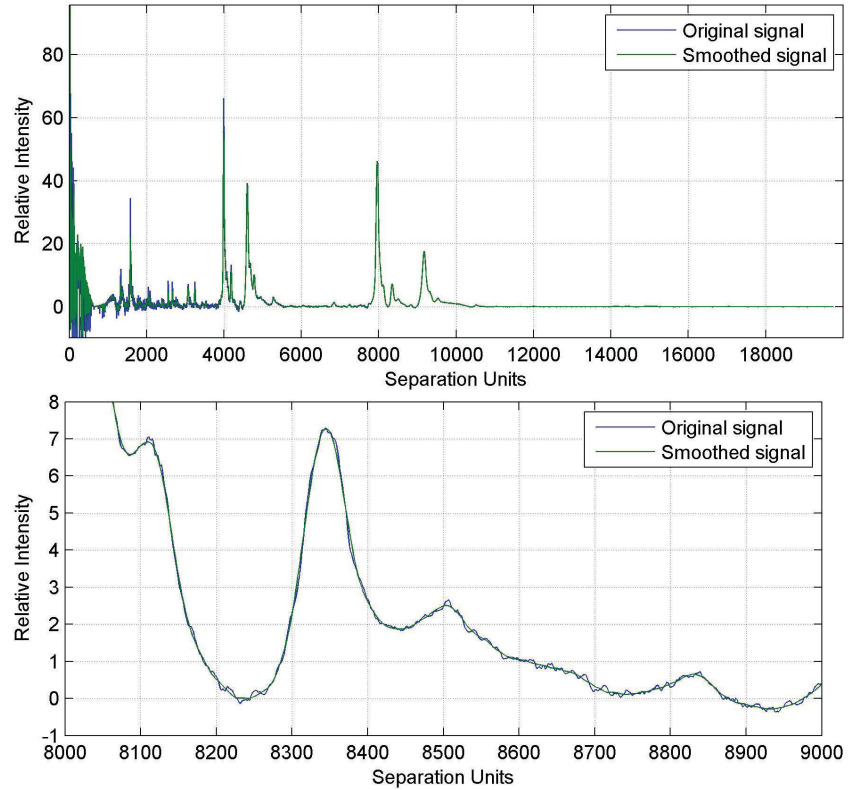 Original signal
Smoothed signal
80
60
40
20
0
Relative Intensity
0 2000 4000 6000 8000 10000 12000 14000 16000 18000
Separation Units
Original signal
Smoothed signal
8
7
6
5
4
3
2
1
0
-1
Relative Intensity
8000 8100 8200 8300 8400 8500 8600 8700 8800 8900 9000
Separation Units